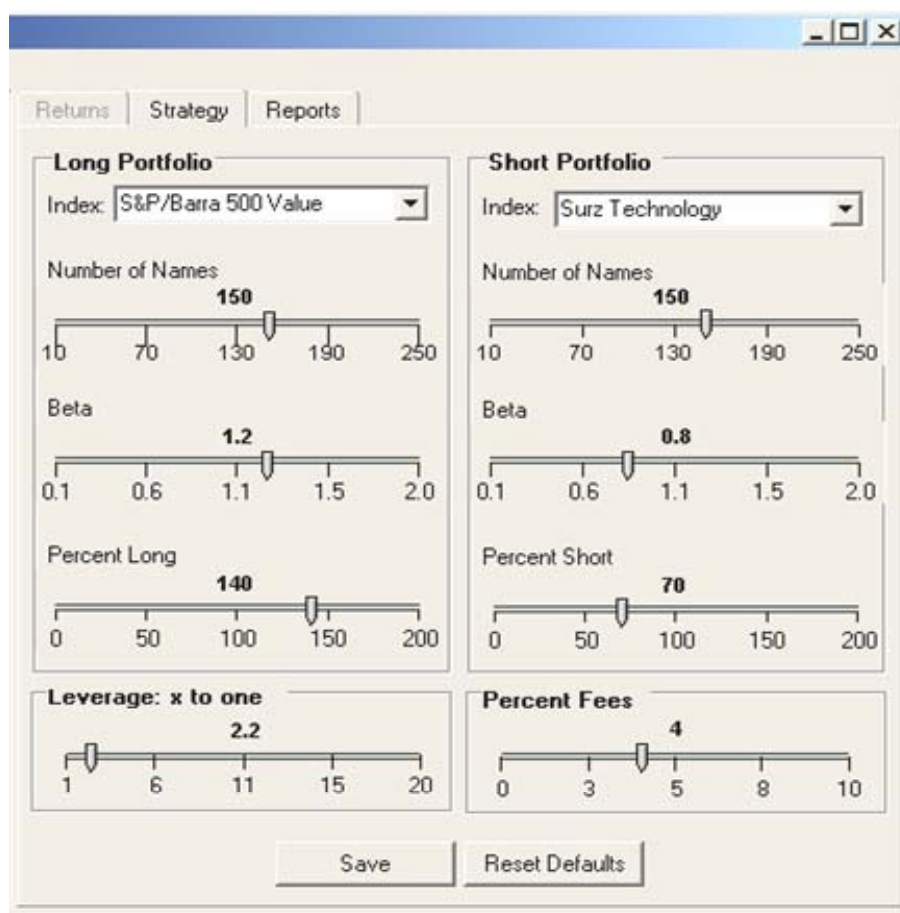 Returns Strategy Reports
Long Portfolio
Index: S&P/Barra 500 Value
Number of Names
150
10 70 130 190 250
Beta
1.2
0.1 0.6 1.1 1.5 2.0
Percent Long
140
0 50 100 150 200
Short Portfolio
Index: Surz Technology
Number of Names
150
10 70 130 190 250
Beta
0.8
0.1 0.6 1.1 1.5 2.0
Percent Short
70
0 50 100 150 200
Leverage: x to one
2.2
1 6 11 15 20
Percent Fees
4
0 3 5 8 10
Save Reset Defaults